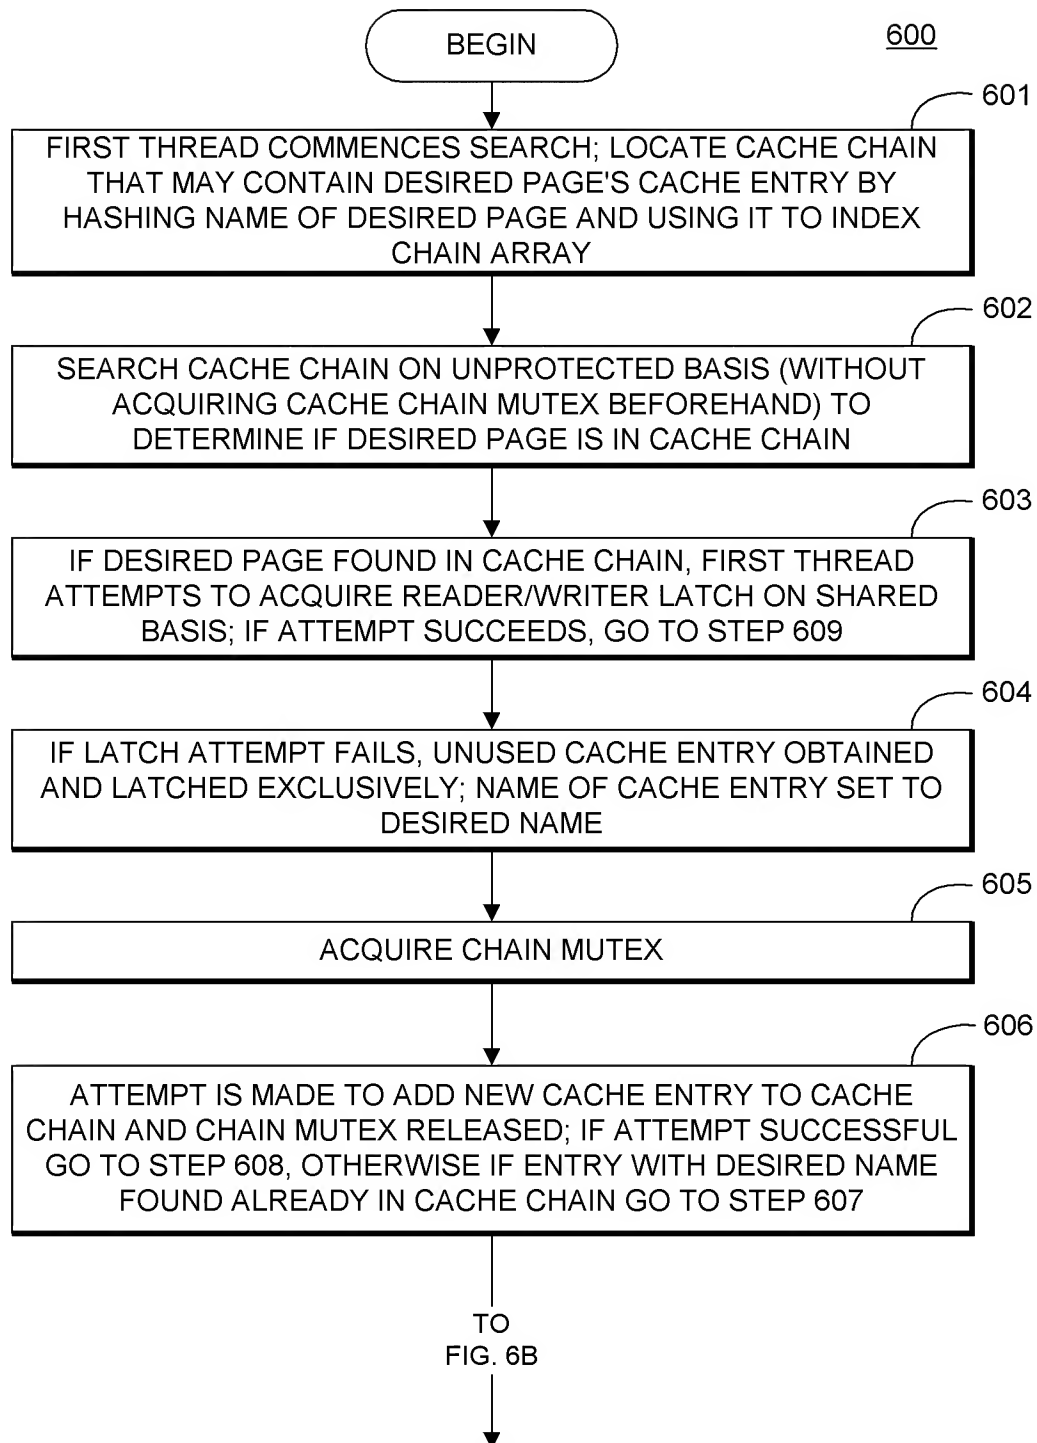 BEGIN
600
601
FIRST THREAD COMMENCES SEARCH; LOCATE CACHE CHAIN
THAT MAY CONTAIN DESIRED PAGE'S CACHE ENTRY BY
HASHING NAME OF DESIRED PAGE AND USING IT TO INDEX
CHAIN ARRAY
602
SEARCH CACHE CHAIN ON UNPROTECTED BASIS (WITHOUT
ACQUIRING CACHE CHAIN MUTEX BEFOREHAND) TO
DETERMINE IF DESIRED PAGE IS IN CACHE CHAIN
603
IF DESIRED PAGE FOUND IN CACHE CHAIN, FIRST THREAD
ATTEMPTS TO ACQUIRE READER/WRITER LATCH ON SHARED
BASIS; IF ATTEMPT SUCCEEDS, GO TO STEP 609
604
IF LATCH ATTEMPT FAILS, UNUSED CACHE ENTRY OBTAINED
AND LATCHED EXCLUSIVELY; NAME OF CACHE ENTRY SET TO
DESIRED NAME
605
ACQUIRE CHAIN MUTEX
606
ATTEMPT IS MADE TO ADD NEW CACHE ENTRY TO CACHE
CHAIN AND CHAIN MUTEX RELEASED; IF ATTEMPT SUCCESSFUL
GO TO STEP 608, OTHERWISE IF ENTRY WITH DESIRED NAME
FOUND ALREADY IN CACHE CHAIN GO TO STEP 607
TO
FIG. 6B